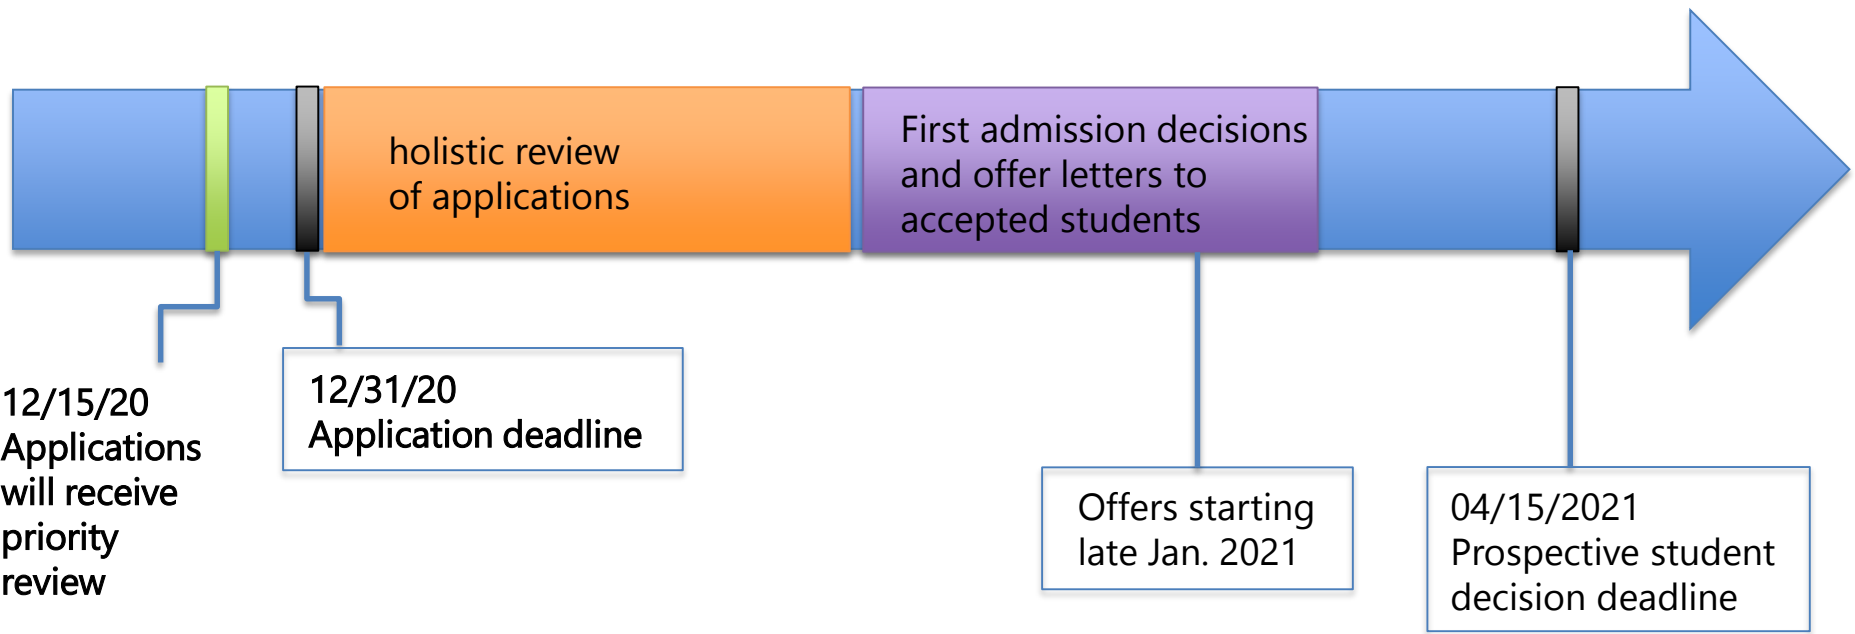 holistic review
of applications
First admission decisions
and offer letters to
accepted students
12/15/20
Applications
will receive
priority
review
12/31/20
Application deadline
Offers starting
late Jan. 2021
04/15/2021
Prospective student
decision deadline